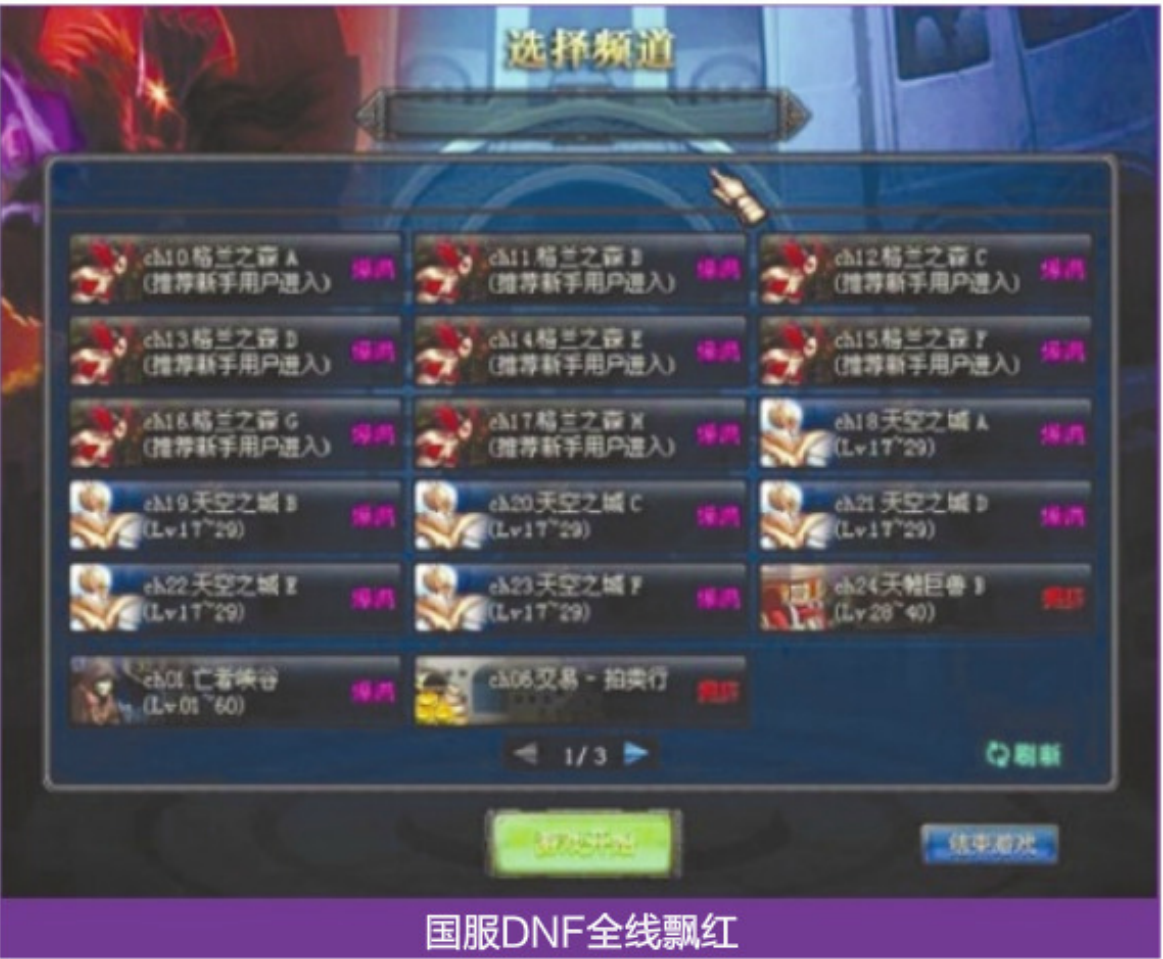 选择频道
ch10.格兰之森 A
(推荐新手用户进入)
爆满
ch11.格兰之森 B
(推荐新手用户进入)
爆满
ch12.格兰之森 C
(推荐新手用户进入)
爆满
ch13.格兰之森 D
(推荐新手用户进入)
爆满
ch14.格兰之森 E
(推荐新手用户进入)
爆满
ch15.格兰之森 F
(推荐新手用户进入)
爆满
ch16.格兰之森 G
(推荐新手用户进入)
爆满
ch17.格兰之森 H
(推荐新手用户进入)
爆满
ch18.天空之城 A
(Lv17~29)
爆满
ch19.天空之城 B
(Lv17~29)
爆满
ch20.天空之城 C
(Lv17~29)
爆满
ch21.天空之城 D
(Lv17~29)
爆满
ch22.天空之城 E
(Lv17~29)
爆满
ch23.天空之城 F
(Lv17~29)
爆满
ch24.天帷巨兽 B
(Lv28~40)
ch01.亡者峡谷
(Lv.01~60)
爆满
ch06.交易 - 拍卖行
1/3
刷新
游戏开始
结束游戏
国服DNF全线飘红